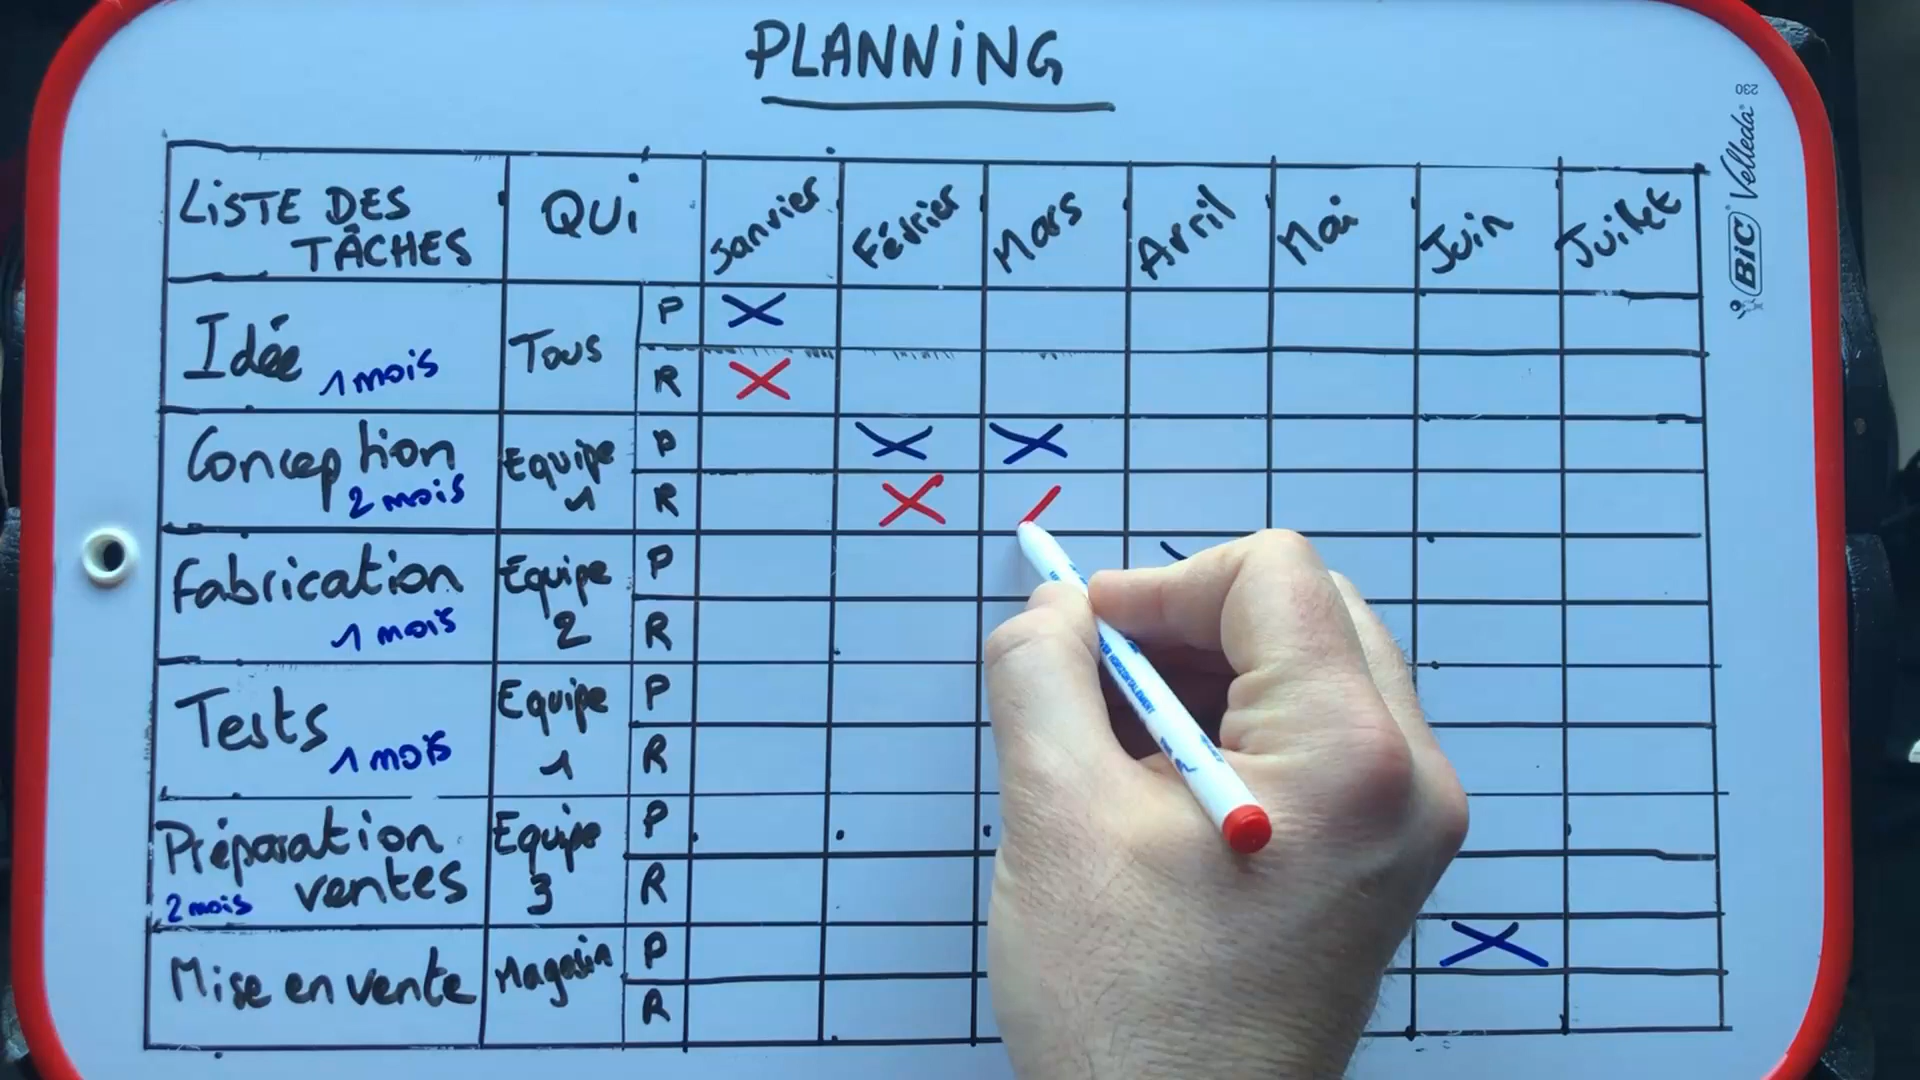 PLANNING
LISTE DES TÂCHES
QUi
Janvier
Février
Mars
Avril
Mai
Juin
Juillet
Idée
1 mois
Tous
P
X
R
X
Conception
2 mois
Equipe
1
P
X
X
R
X
Fabrication
1 mois
Equipe
2
P
R
Tests
1 mois
Equipe
1
P
R
Préparation
ventes
2 mois
Equipe
3
P
R
Mise en vente
Magasin
P
X
R
230
BIC Velleda
HORIZONTALEMENT